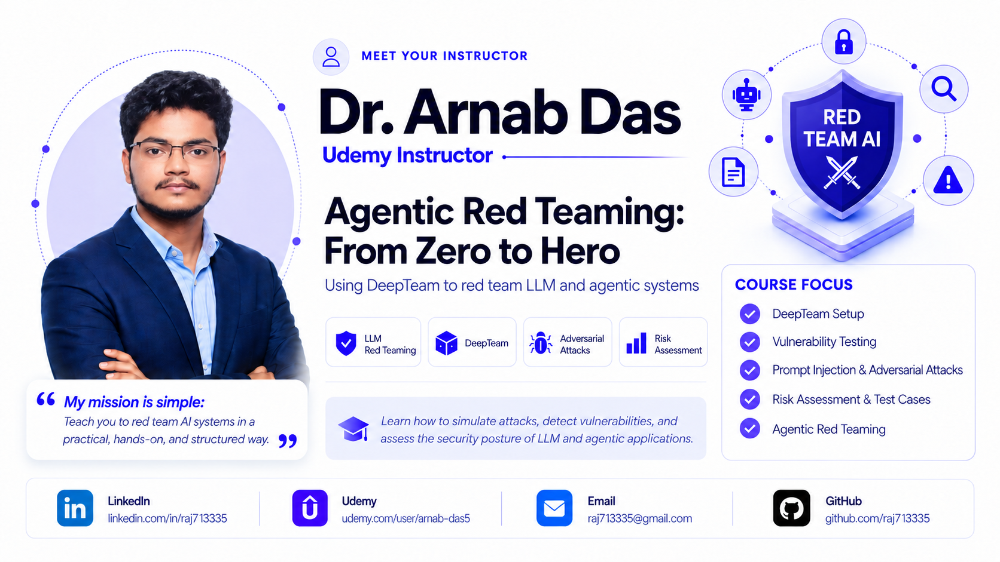 MEET YOUR INSTRUCTOR
Dr. Arnab Das
Udemy Instructor
Agentic Red Teaming:
From Zero to Hero
Using DeepTeam to red team LLM and agentic systems
LLM
Red Teaming
DeepTeam
Adversarial
Attacks
Risk
Assessment
“ My mission is simple:
Teach you to red team AI systems in a
practical, hands-on, and structured way. ”
Learn how to simulate attacks, detect vulnerabilities, and
assess the security posture of LLM and agentic applications.
RED
TEAM AI
COURSE FOCUS
DeepTeam Setup
Vulnerability Testing
Prompt Injection & Adversarial Attacks
Risk Assessment & Test Cases
Agentic Red Teaming
in
LinkedIn
linkedin.com/in/raj713335
Udemy
udemy.com/user/arnab-das5
Email
raj713335@gmail.com
GitHub
github.com/raj713335